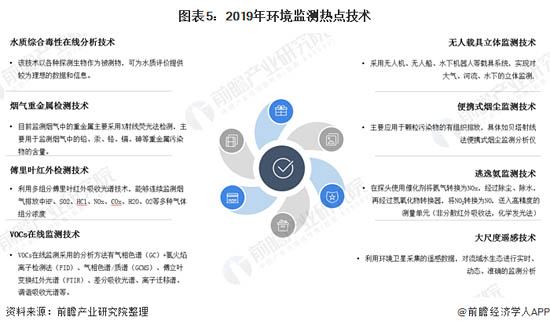 图表5：2019年环境监测热点技术
水质综合毒性在线分析技术
该技术以各种探测生物作为被测物，可为水质评价提供
较为理想的数据和信息。
烟气重金属检测技术
目前监测烟气中的重金属主要采用X射线荧光法检测，主
要用于监测烟气中的铅、汞、铬、镉、砷等重金属污染
物的含量。
傅里叶红外检测技术
利用多组分傅里叶红外吸收光谱技术，能够连续监测烟
气排放中HF、SO2、HCl、NOx、CO2、H2O、O2等多种气体
组分浓度
VOCs在线监测技术
VOCs在线监测采用的分析方法有气相色谱（GC）+氢火焰
离子检测法（FID）、气相色谱/质谱（GCMS）、傅立叶
变换红外光谱（FTIR）、差分吸收光谱、离子迁移谱、
调谐吸收光谱等。
无人载具立体监测技术
采用无人机、无人船、水下机器人等载具系统，实现对
大气、河流、水下的立体监测。
便携式烟尘监测技术
主要应用于颗粒污染物的有组织排放，具体如贝塔射线
法便携式烟尘监测分析仪
逃逸氨监测技术
在探头使用催化剂将氨气转换为NOx，经过除尘、除水，
再经过氮氧化物转换器，将NO2转换为NO，送入高精度的
测量单元（非分散红外吸收法，化学发光法）
大尺度遥感技术
利用环境卫星采集的遥感数据，对流域水生态进行实时、
动态、准确的监测分析
资料来源：前瞻产业研究院整理
@前瞻经济学人APP
前瞻产业研究院